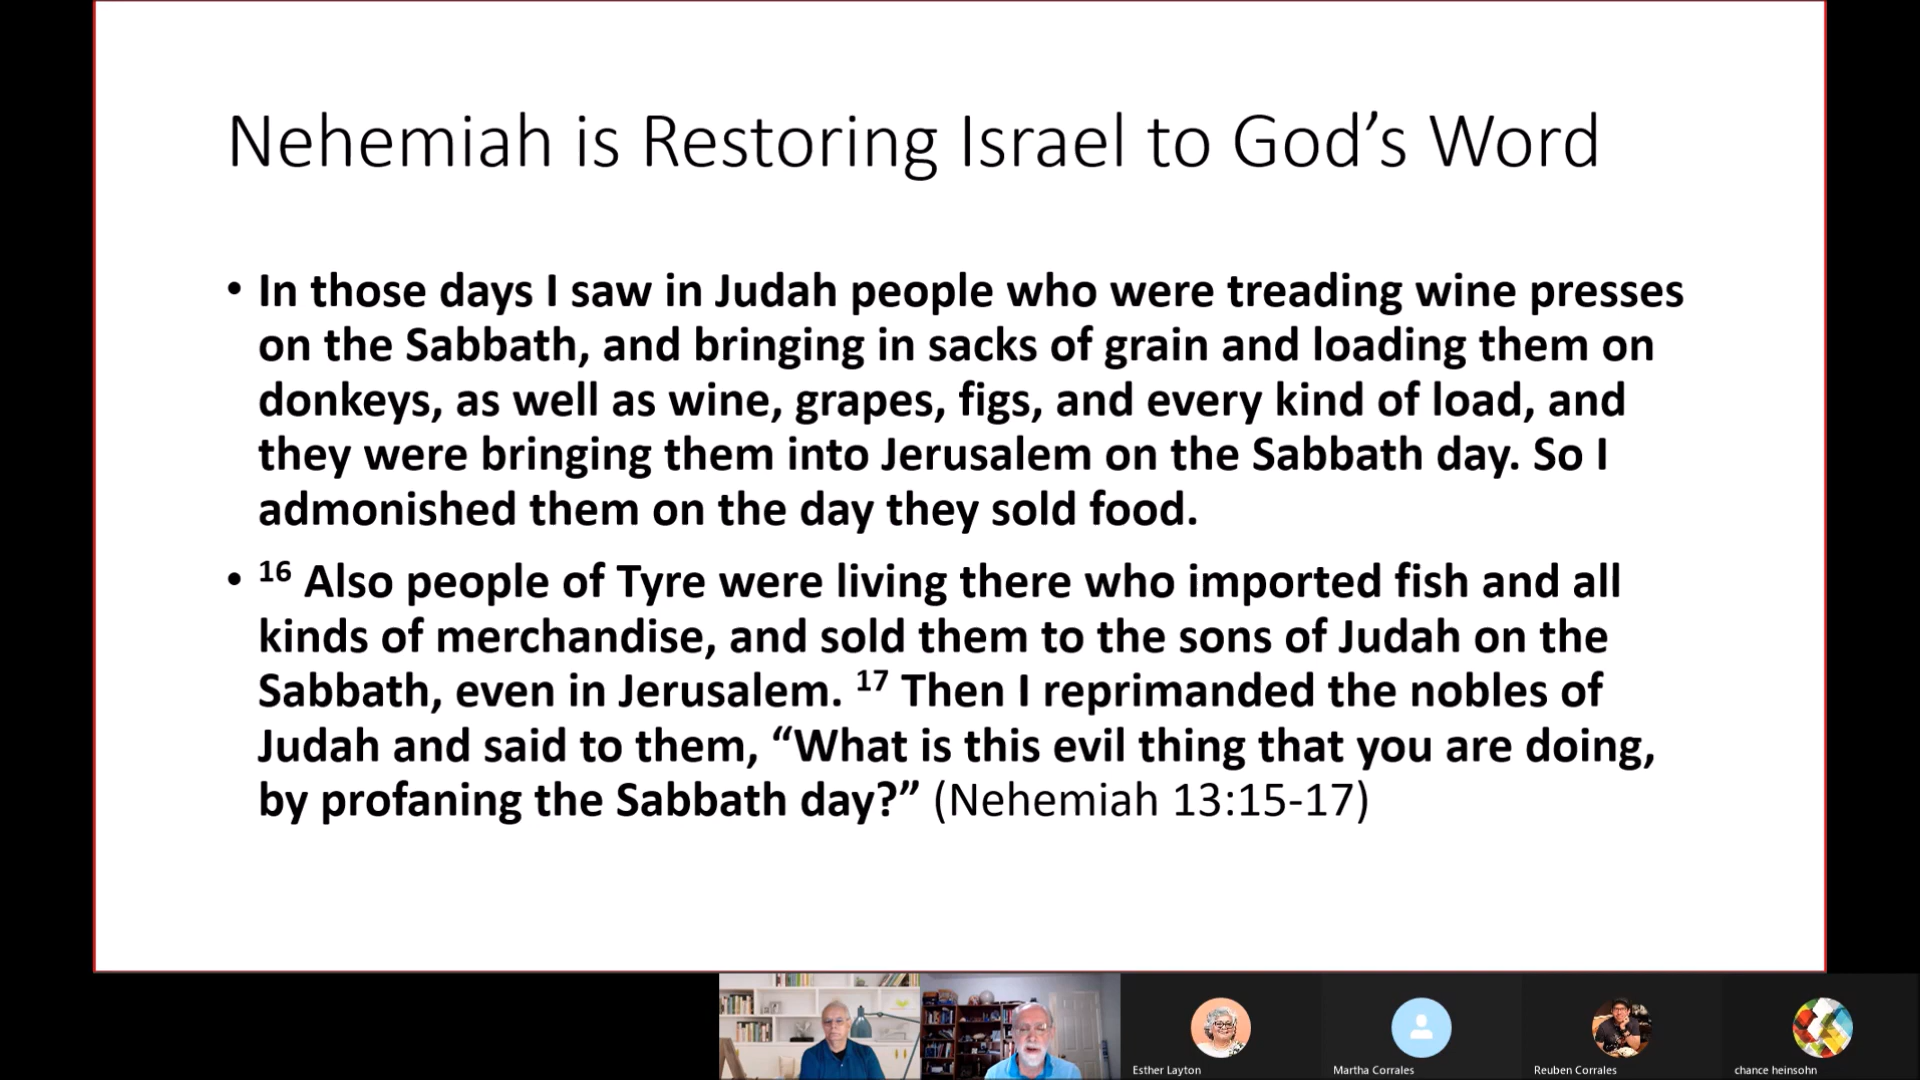 Nehemiah is Restoring Israel to God’s Word
• In those days I saw in Judah people who were treading wine presses
on the Sabbath, and bringing in sacks of grain and loading them on
donkeys, as well as wine, grapes, figs, and every kind of load, and
they were bringing them into Jerusalem on the Sabbath day. So I
admonished them on the day they sold food.
• 16 Also people of Tyre were living there who imported fish and all
kinds of merchandise, and sold them to the sons of Judah on the
Sabbath, even in Jerusalem. 17 Then I reprimanded the nobles of
Judah and said to them, “What is this evil thing that you are doing,
by profaning the Sabbath day?” (Nehemiah 13:15-17)
Esther Layton
Martha Corrales
Reuben Corrales
chance heinsohn